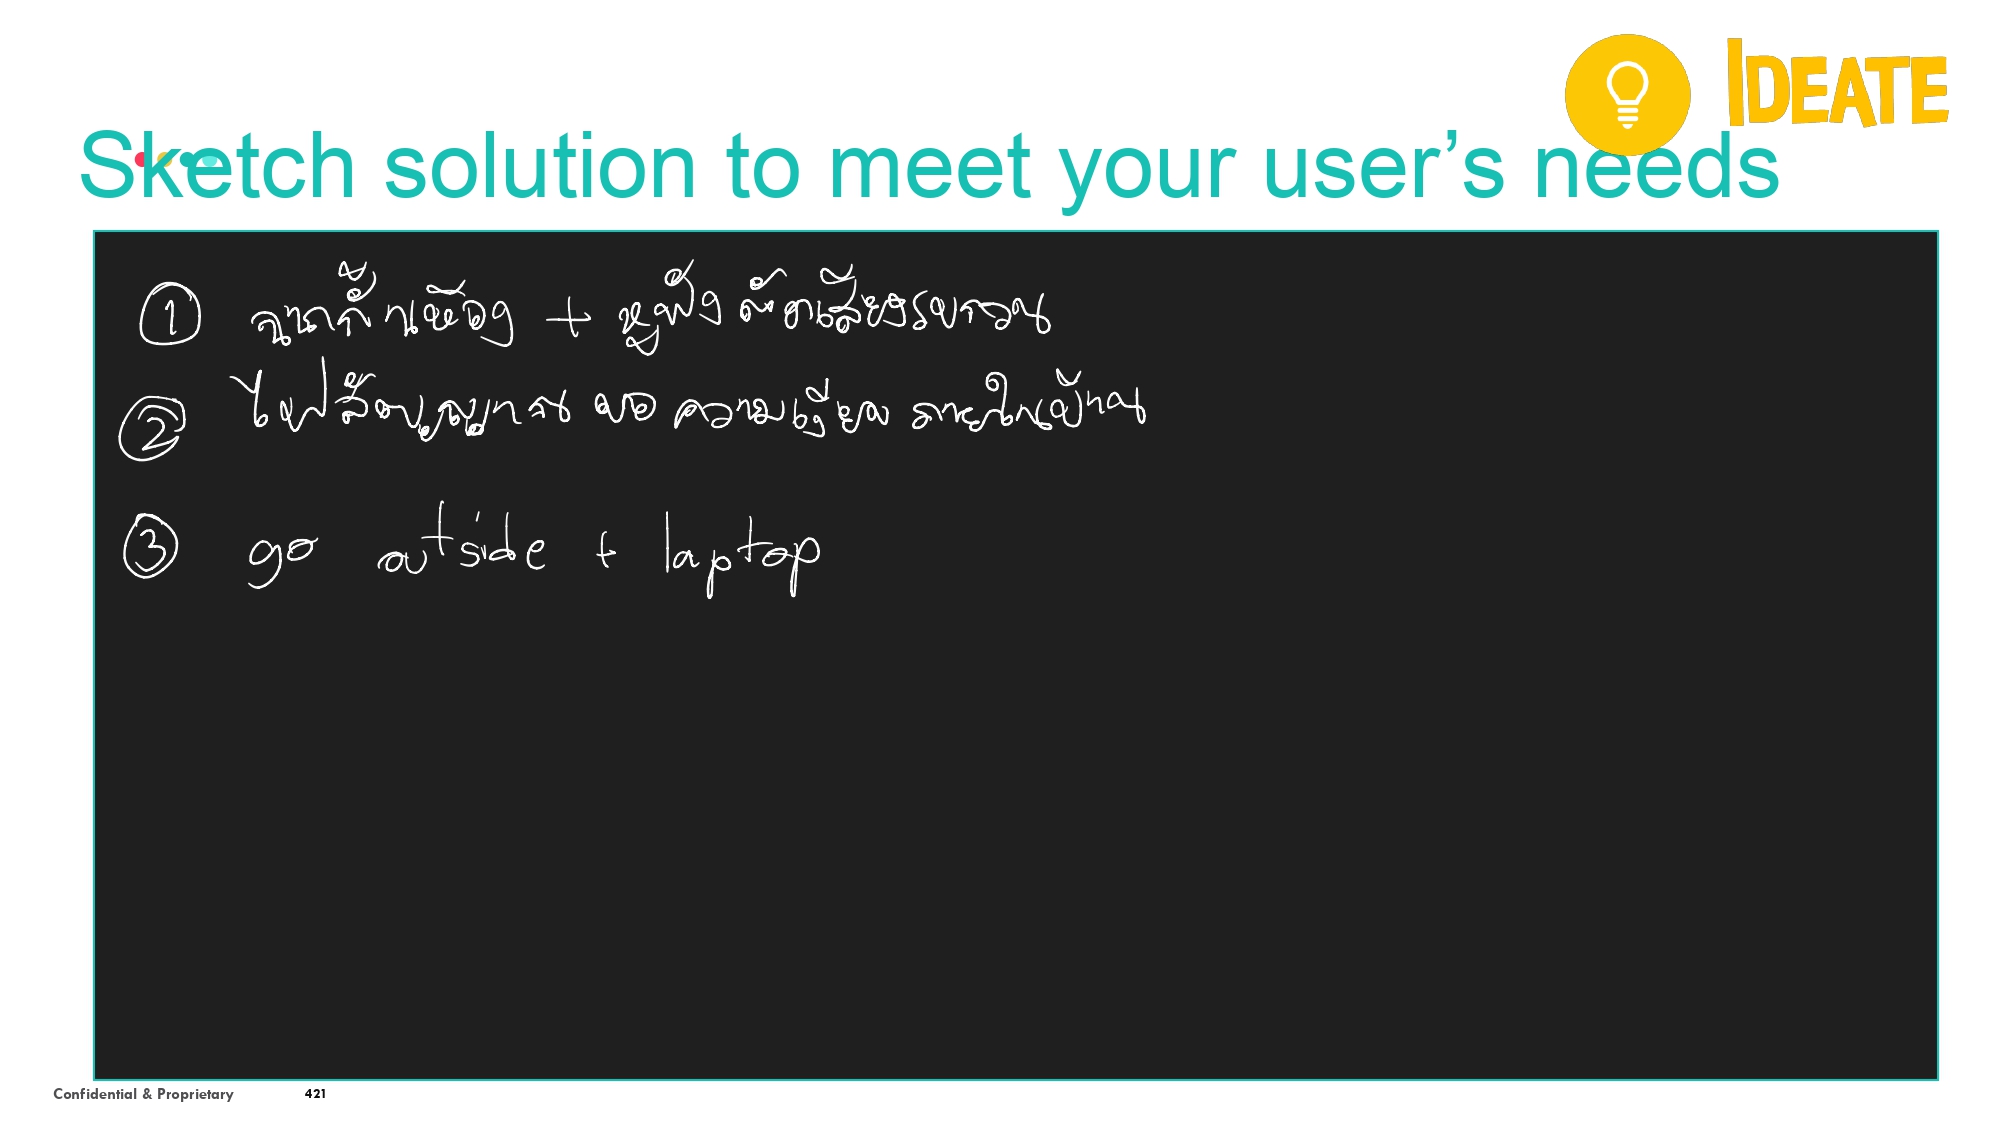 IDEATE
Sketch solution to meet your user's needs
① ฉากกั้นห้อง + หูฟังตัดเสียงรบกวน
② ไฟสัญญาณ ขอ ความเงียบ ภายในบ้าน
③ go outside + laptop
Confidential & Proprietary 421